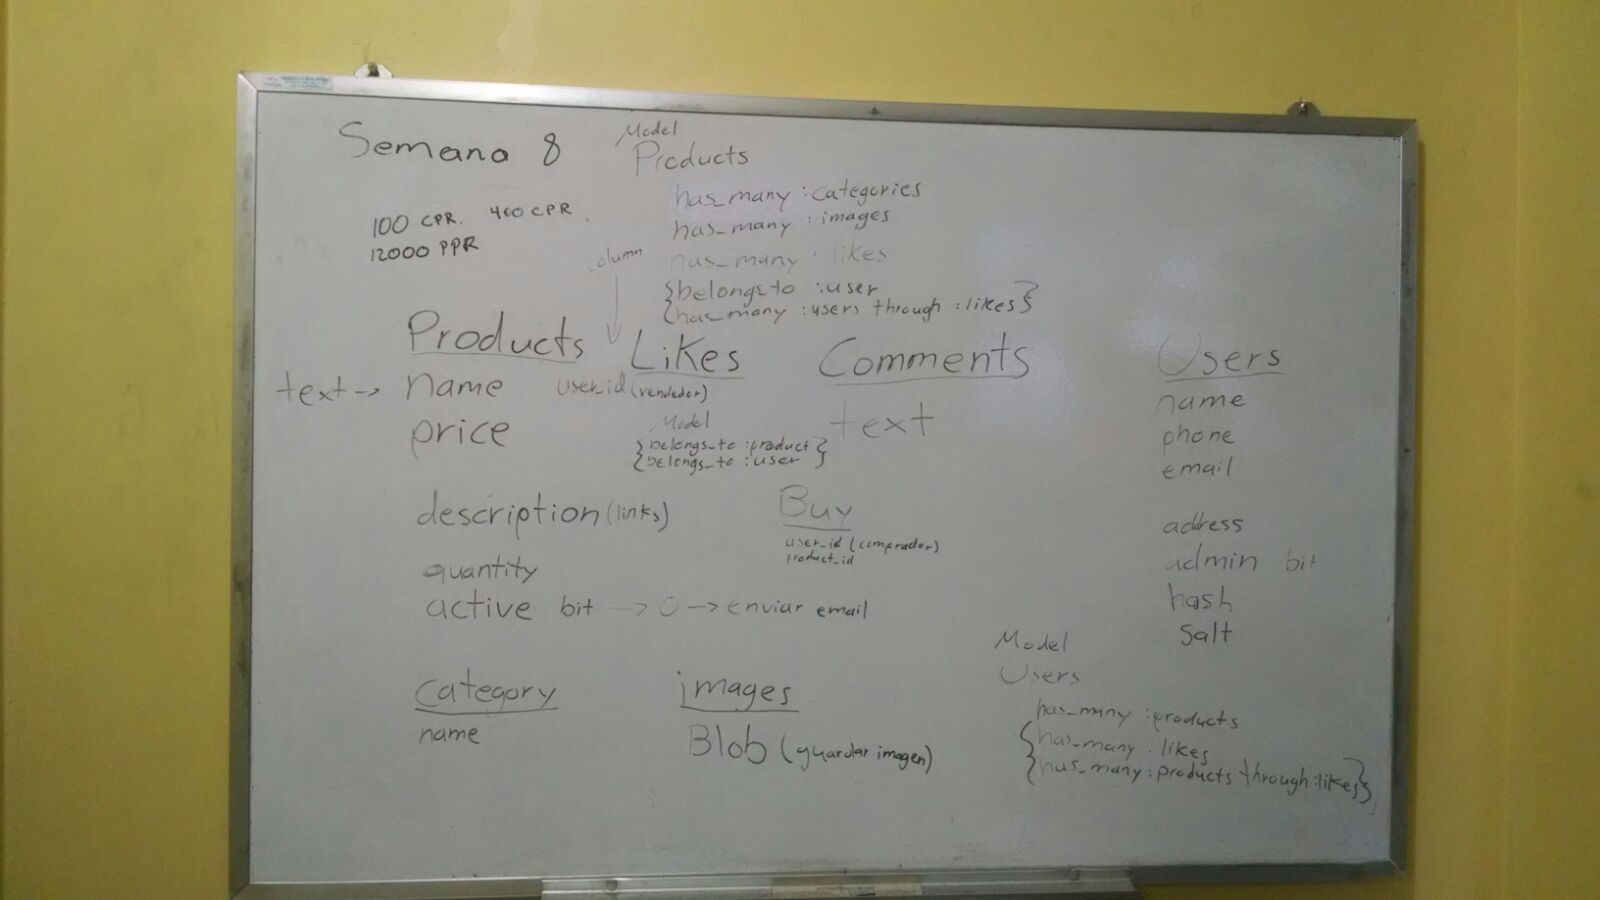 Semana 8
100 CPR. 400 CPR
12000 PPR
Model
Products
has_many :categories
has_many :images
has_many : likes
{belongs_to :user
{has_many :users through :likes}}
column
Products
text -> name
price
user_id (vendedor)
description (links)
quantity
active bit -> 0 -> enviar email
Likes
Model
{belongs_to :product}
{belongs_to :user}
Comments
text
Buy
user_id (comprador)
product_id
Users
name
phone
email
address
admin bit
hash
salt
category
name
images
Blob (guardar imagen)
Model
Users
has_many :products
{has_many : likes
{has_many : products through :likes}}